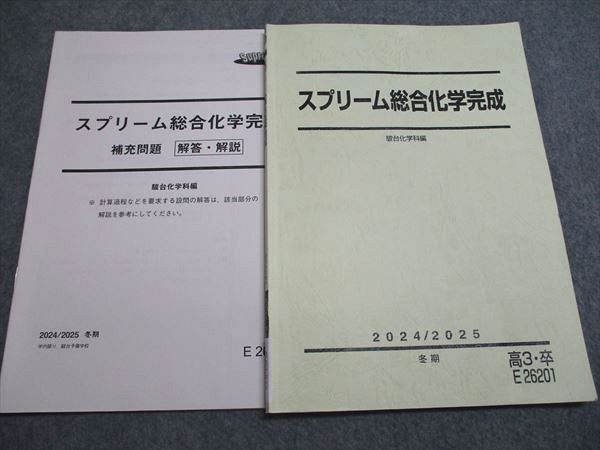 スプリーム総合化学完
補充問題 解答・解説
駿台化学科編
※ 計算過程などを要求する設問の解答は、該当部分の
解説を参考にしてください。
2024/2025 冬期
学内限り 駿台予備学校
スプリーム総合化学完成
駿台化学科編
2024/2025
冬期
高3・卒
E 26201